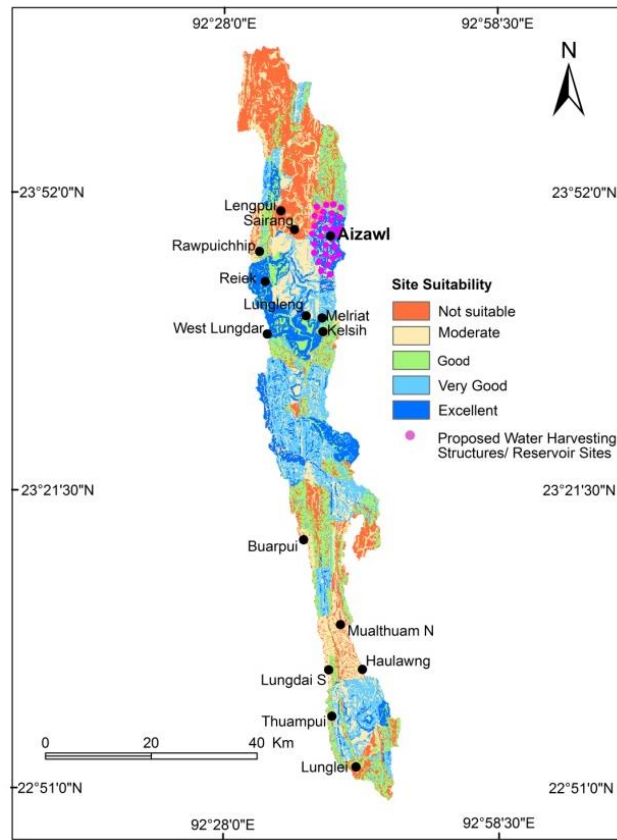 92°28'0"E
92°58'30"E
N
23°52'0"N
23°52'0"N
Lengpui
Sairang
Aizawl
Rawpuichhip
Reiek
Lungleng
Melriat
West Lungdar
Kelsih
Site Suitability
Not suitable
Moderate
Good
Very Good
Excellent
Proposed Water Harvesting
Structures/ Reservoir Sites
23°21'30"N
23°21'30"N
Buarpui
Mualthuam N
Haulawng
Lungdai S
Thuampui
0 20 40 Km
Lunglei
22°51'0"N
22°51'0"N
92°28'0"E
92°58'30"E